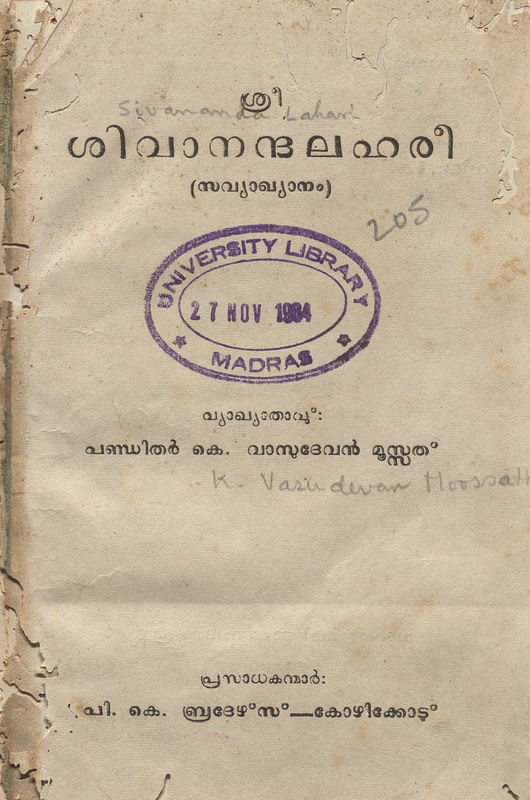 ശ്രീ
Sivananda Lahari
ശിവാനന്ദലഹരീ
(സവ്യാഖ്യാനം)
205
UNIVERSITY LIBRARY
27 NOV 1984
MADRAS
വ്യാഖ്യാതാവു്:
പണ്ഡിതർ കെ. വാസുദേവൻ മൂസ്സത്
K. Vasudevan Moossath
പ്രസാധകന്മാർ:
പി. കെ. ബ്രദേഴ്സ്—കോഴിക്കോട്